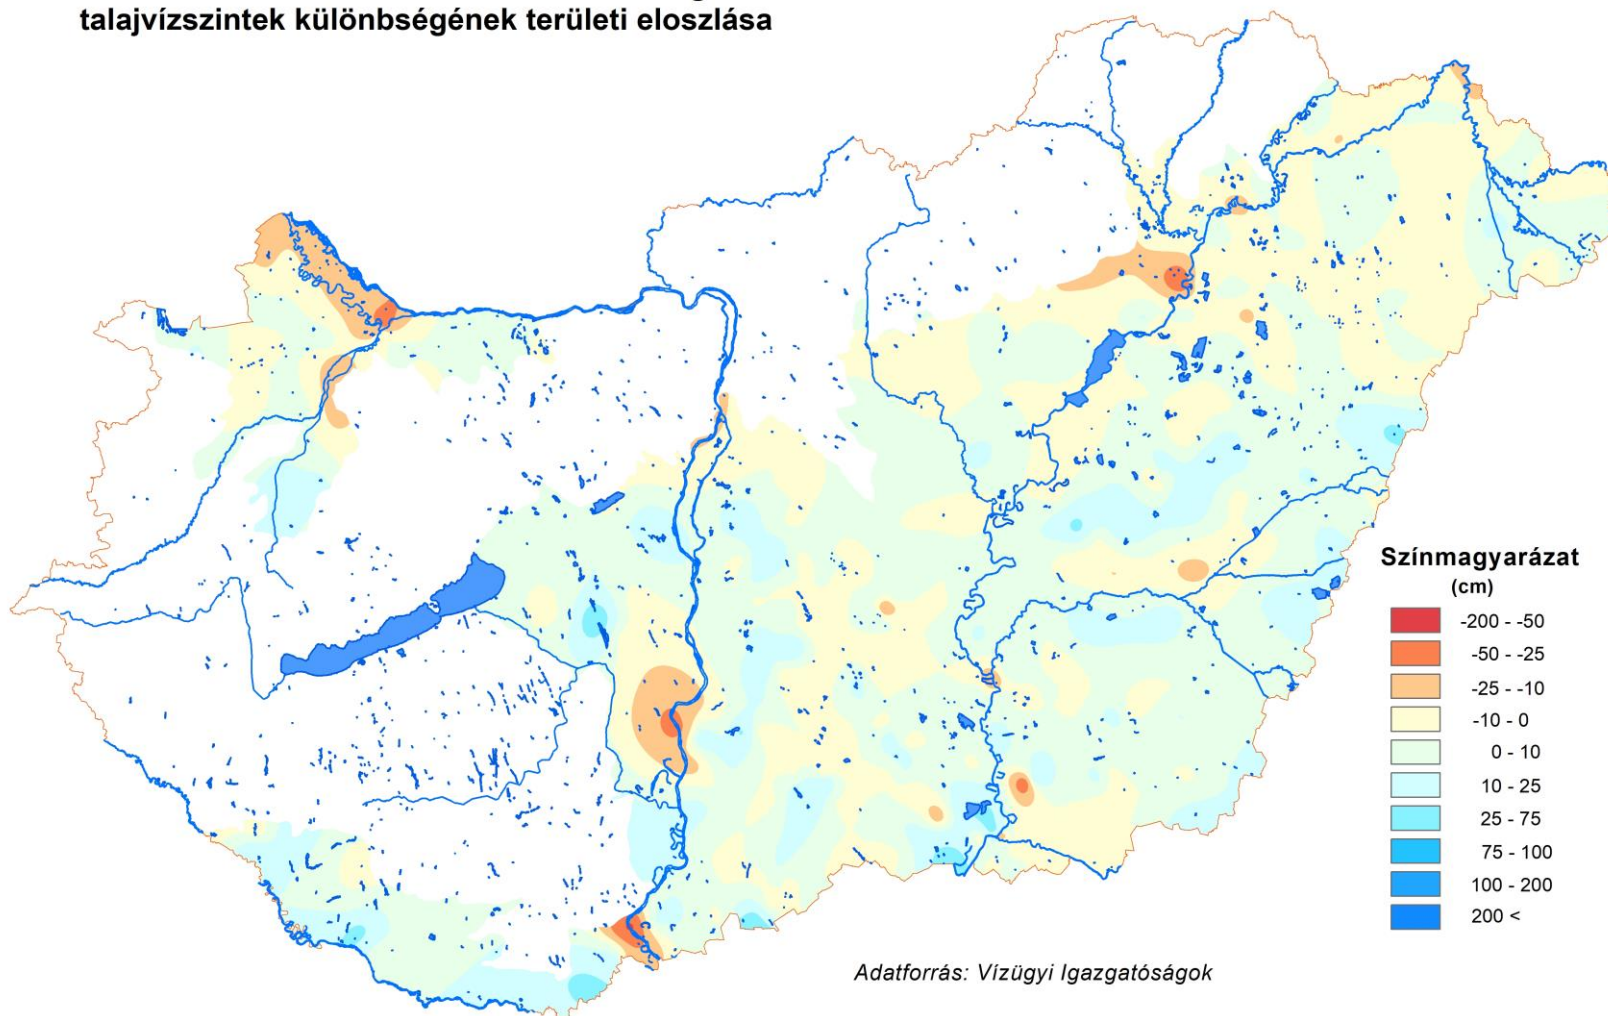 talajvízszintek különbségének területi eloszlása
Színmagyarázat
(cm)
-200 - -50
-50 - -25
-25 - -10
-10 - 0
0 - 10
10 - 25
25 - 75
75 - 100
100 - 200
200 <
Adatforrás: Vízügyi Igazgatóságok